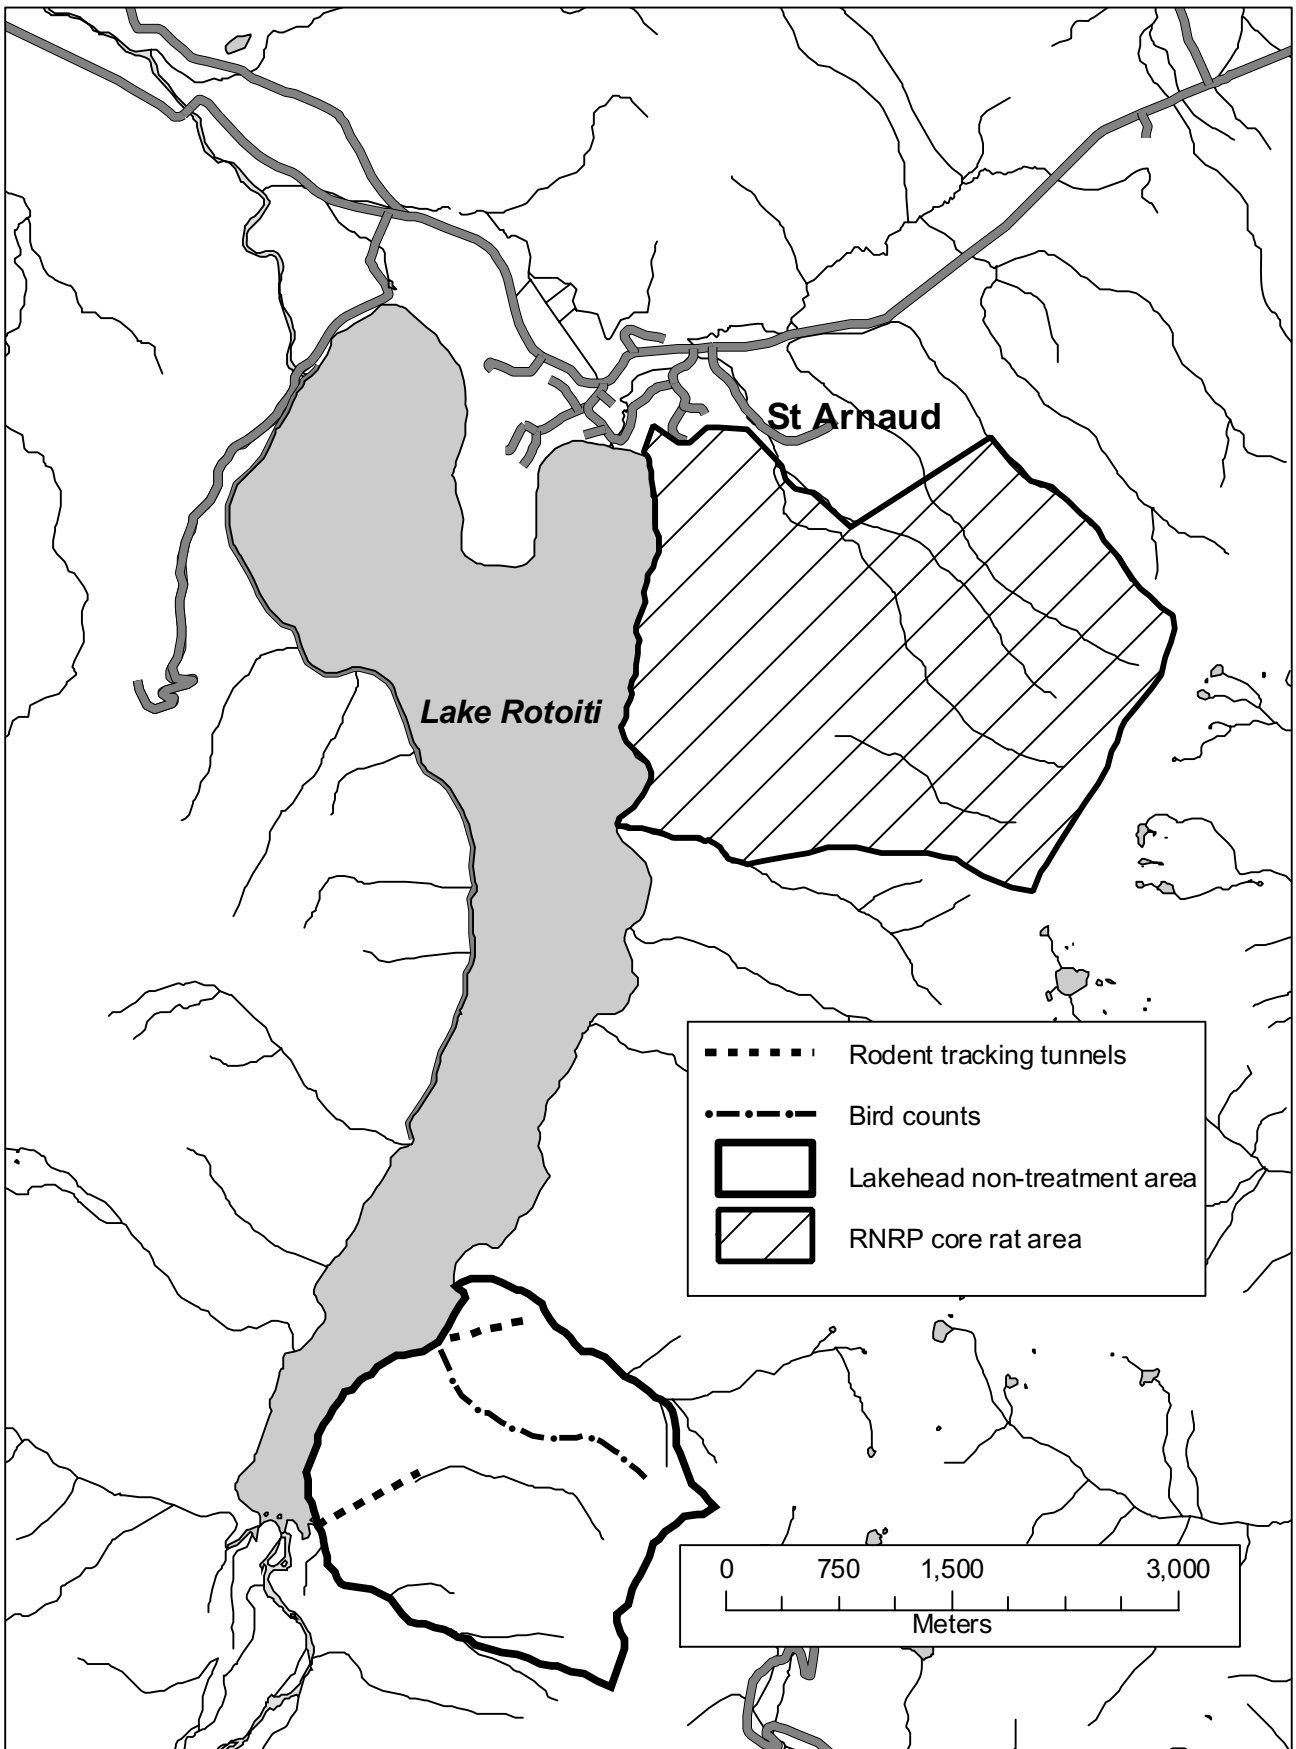 St Arnaud
Lake Rotoiti
Rodent tracking tunnels
Bird counts
Lakehead non-treatment area
RNRP core rat area
0 750 1,500 3,000
Meters